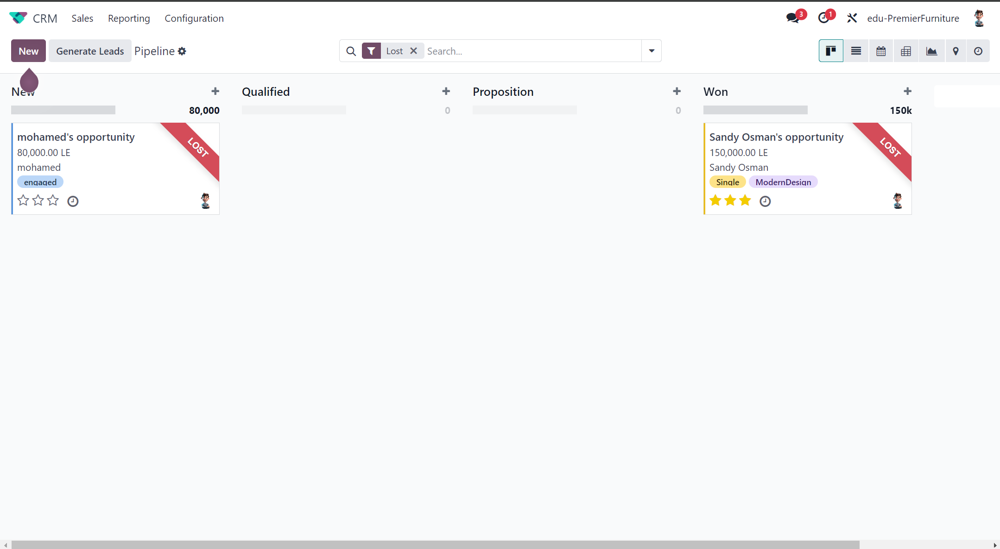 CRM Sales Reporting Configuration 3 1 edu-PremierFurniture
New Generate Leads Pipeline Lost Search...
New
80,000
mohamed's opportunity
80,000.00 LE
mohamed
engaged
LOST
Qualified
0
Proposition
0
Won
150k
Sandy Osman's opportunity
150,000.00 LE
Sandy Osman
Single ModernDesign
LOST